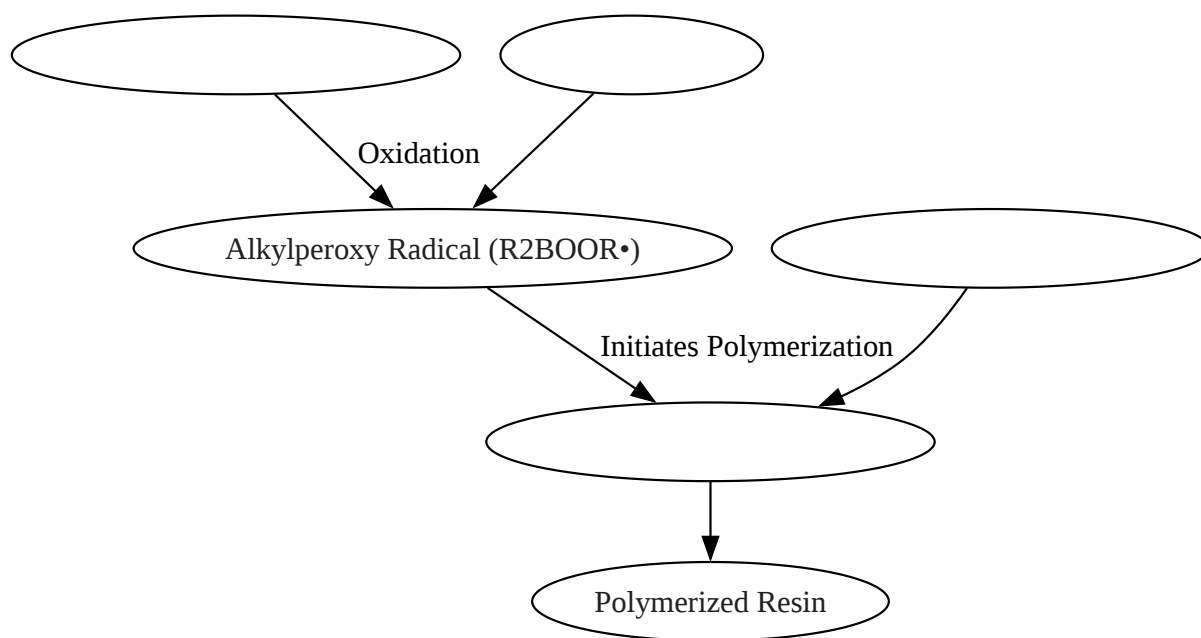 Oxidation
Alkylperoxy Radical (R2BOOR•)
Initiates Polymerization
Polymerized Resin